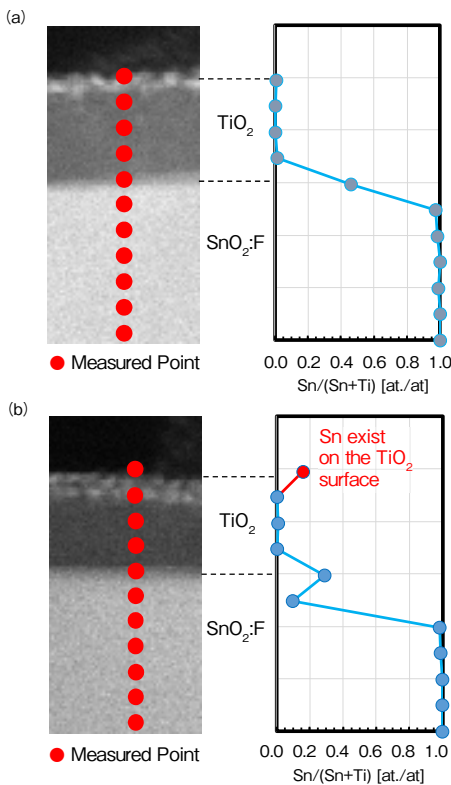 (a)
TiO2
SnO2:F
Measured Point
0.0 0.2 0.4 0.6 0.8 1.0
Sn/(Sn+Ti) [at./at]
(b)
Sn exist
on the TiO2
surface
TiO2
SnO2:F
Measured Point
0.0 0.2 0.4 0.6 0.8 1.0
Sn/(Sn+Ti) [at./at]